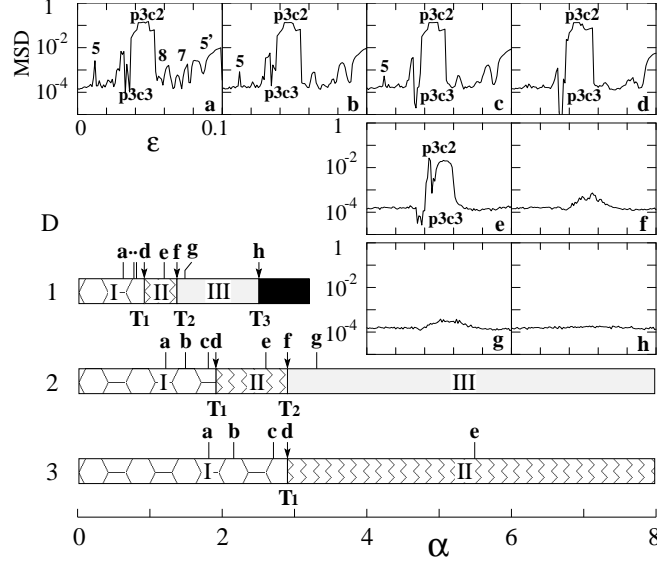 1
10⁻²
10⁻⁴
MSD
p3c2
5
8
7
5'
p3c3
a
p3c2
5
p3c3
b
p3c2
5
p3c3
c
p3c2
p3c3
d
0
ε
0.1
1
10⁻²
10⁻⁴
p3c2
p3c3
e
f
1
10⁻²
10⁻⁴
g
h
D
a
d
e
f
g
h
1
I
II
III
T1
T2
T3
a
b
c
d
e
f
g
2
I
II
III
T1
T2
a
b
c
d
e
3
I
II
T1
0
2
4
α
6
8